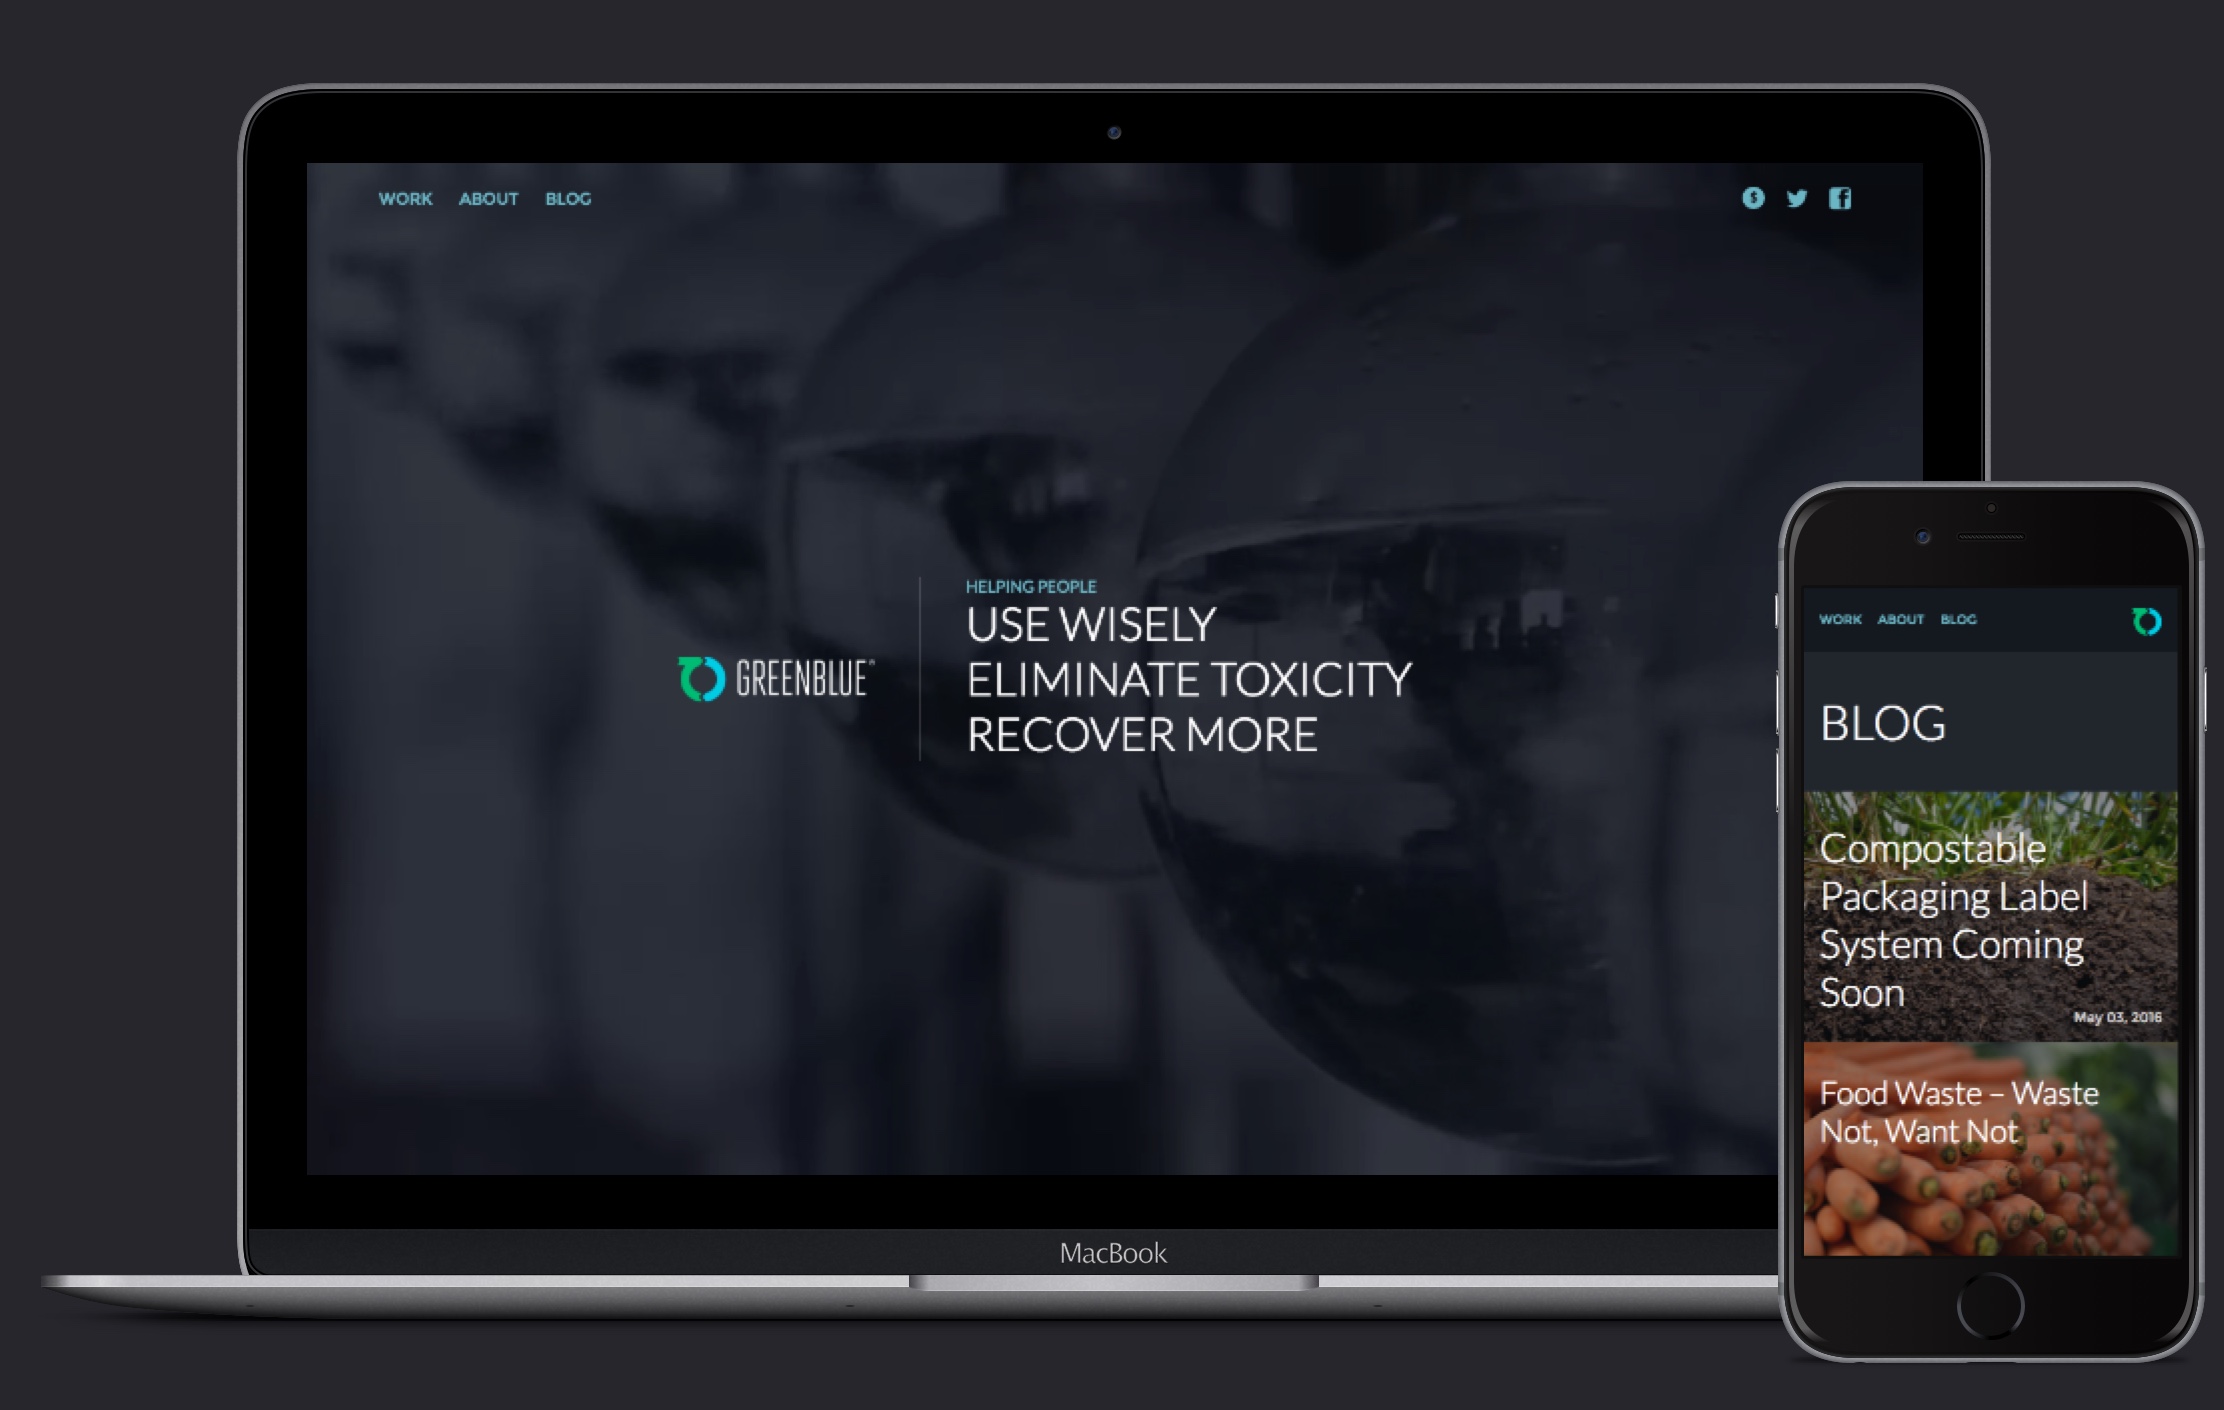 WORK ABOUT BLOG
HELPING PEOPLE
USE WISELY
ELIMINATE TOXICITY
RECOVER MORE
GREENBLUE®
MacBook
WORK ABOUT BLOG
BLOG
Compostable
Packaging Label
System Coming
Soon
May 03, 2016
Food Waste – Waste
Not, Want Not